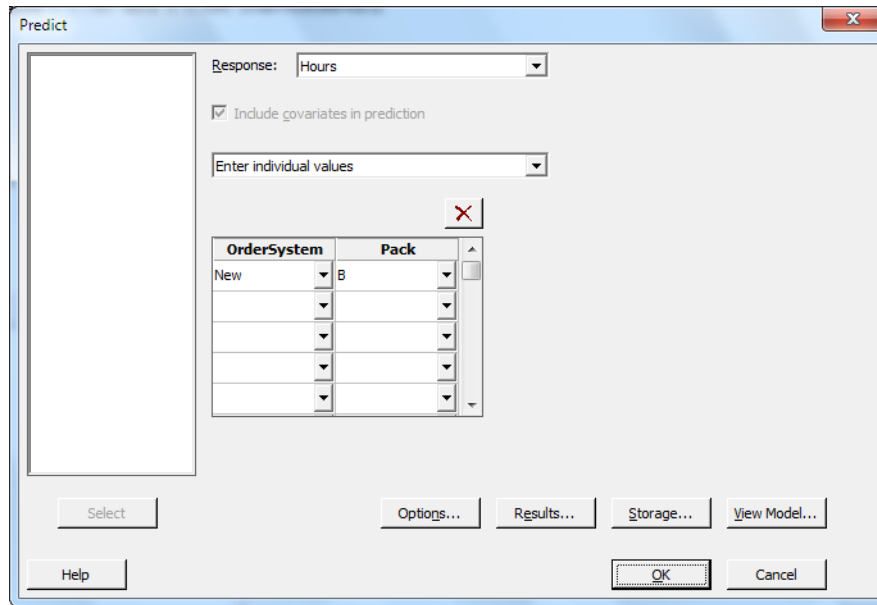 Predict
Response: Hours
Include covariates in prediction
Enter individual values
OrderSystem Pack
New B
Select
Options... Results... Storage... View Model...
Help OK Cancel